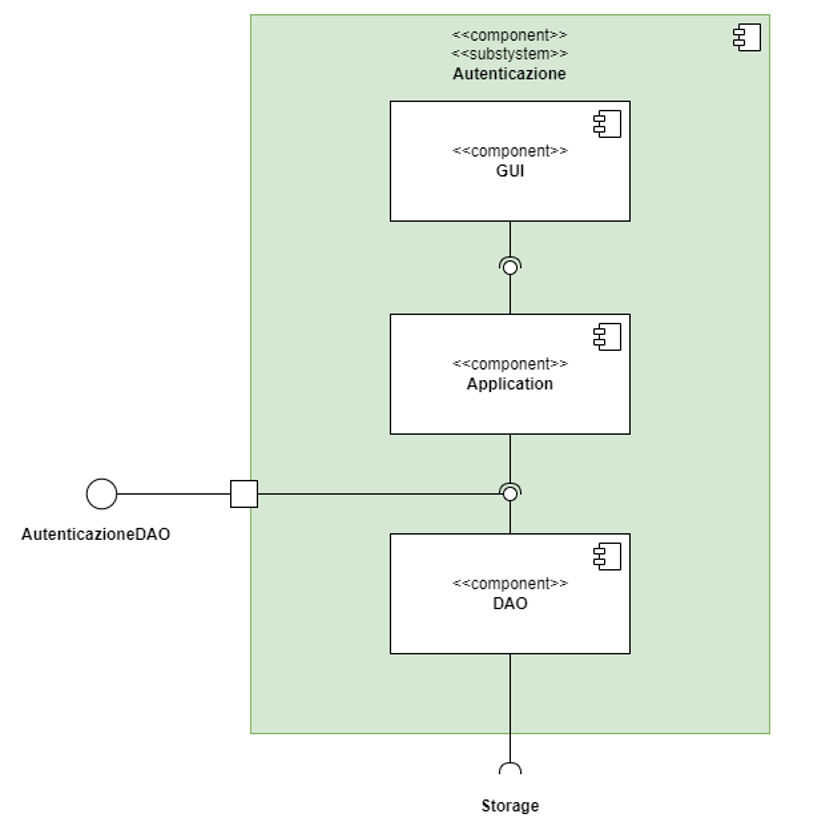 <<component>>
<<substystem>>
Autenticazione
<<component>>
GUI
<<component>>
Application
AutenticazioneDAO
<<component>>
DAO
Storage